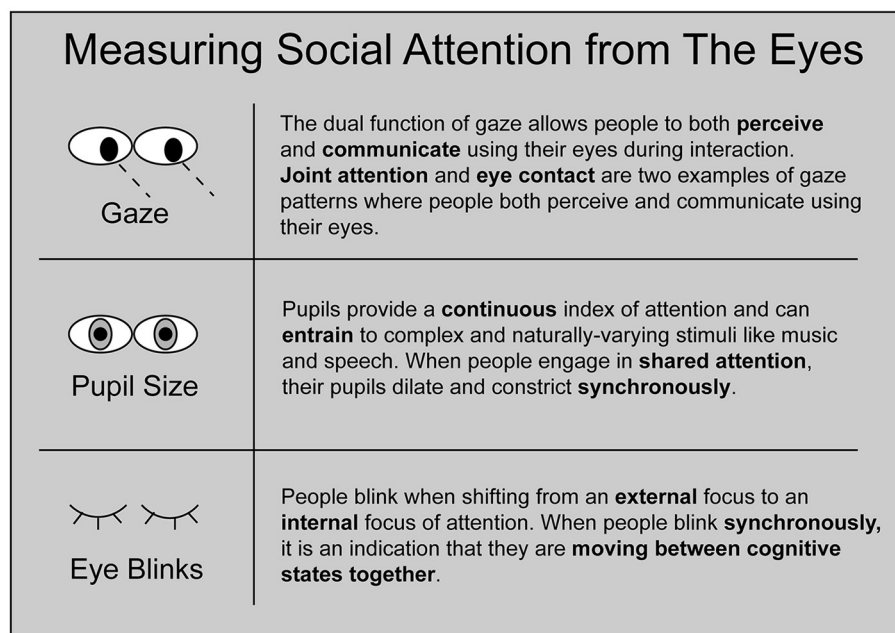 Measuring Social Attention from The Eyes
Gaze
The dual function of gaze allows people to both perceive
and communicate using their eyes during interaction.
Joint attention and eye contact are two examples of gaze
patterns where people both perceive and communicate using
their eyes.
Pupil Size
Pupils provide a continuous index of attention and can
entrain to complex and naturally-varying stimuli like music
and speech. When people engage in shared attention,
their pupils dilate and constrict synchronously.
Eye Blinks
People blink when shifting from an external focus to an
internal focus of attention. When people blink synchronously,
it is an indication that they are moving between cognitive
states together.